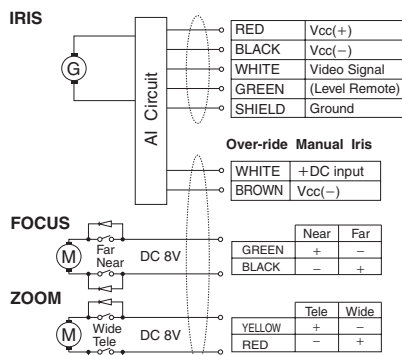 IRIS
G
AI Circuit
RED Vcc(+)
BLACK Vcc(−)
WHITE Video Signal
GREEN (Level Remote)
SHIELD Ground
Over-ride Manual Iris
WHITE +DC input
BROWN Vcc(−)
FOCUS
M
Far
Near
DC 8V
Near Far
GREEN + −
BLACK − +
ZOOM
M
Wide
Tele
DC 8V
Tele Wide
YELLOW + −
RED − +